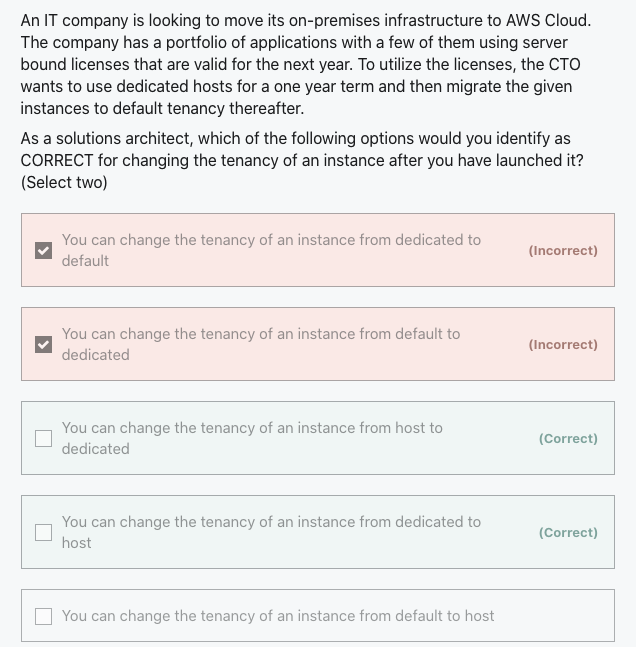 An IT company is looking to move its on-premises infrastructure to AWS Cloud.
The company has a portfolio of applications with a few of them using server
bound licenses that are valid for the next year. To utilize the licenses, the CTO
wants to use dedicated hosts for a one year term and then migrate the given
instances to default tenancy thereafter.
As a solutions architect, which of the following options would you identify as
CORRECT for changing the tenancy of an instance after you have launched it?
(Select two)
You can change the tenancy of an instance from dedicated to
default
(Incorrect)
You can change the tenancy of an instance from default to
dedicated
(Incorrect)
You can change the tenancy of an instance from host to
dedicated
(Correct)
You can change the tenancy of an instance from dedicated to
host
(Correct)
You can change the tenancy of an instance from default to host